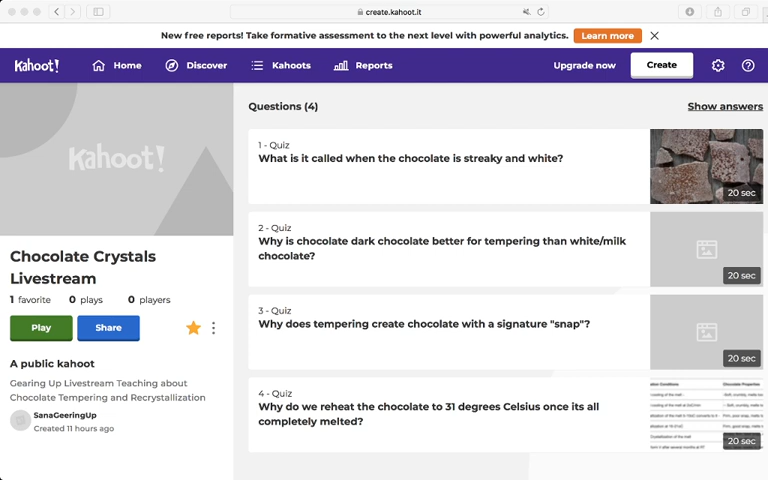 create.kahoot.it
New free reports! Take formative assessment to the next level with powerful analytics. Learn more
Kahoot! Home Discover Kahoots Reports Upgrade now Create
Kahoot!
Chocolate Crystals
Livestream
1 favorite 0 plays 0 players
Play Share
A public kahoot
Gearing Up Livestream Teaching about
Chocolate Tempering and Recrystallization
SanaGeeringUp
Created 11 hours ago
Questions (4) Show answers
1 - Quiz
What is it called when the chocolate is streaky and white?
20 sec
2 - Quiz
Why is chocolate dark chocolate better for tempering than white/milk
chocolate?
20 sec
3 - Quiz
Why does tempering create chocolate with a signature "snap"?
20 sec
4 - Quiz
Why do we reheat the chocolate to 31 degrees Celsius once its all
completely melted?
Chocolate Properties
20 sec